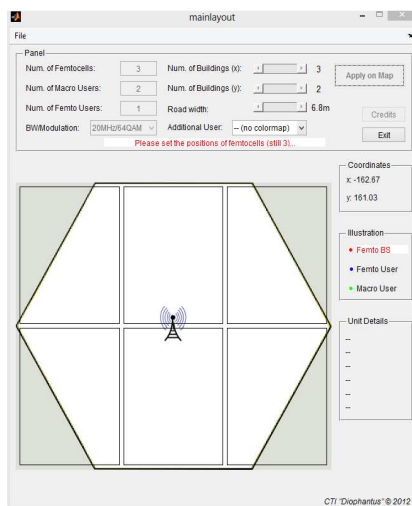 mainlayout
File
Panel
Num. of Femtocells: 3 Num. of Buildings (x): 3
Num. of Macro Users: 2 Num. of Buildings (y): 2
Apply on Map
Num. of Femto Users: 1 Road width: 6.8m
BW/Modulation: 20MHz/64QAM Additional User: -- (no colormap)
Credits
Exit
Please set the positions of femtocells (still 3)...
Coordinates
x: -162.67
y: 161.03
Illustration
Femto BS
Femto User
Macro User
Unit Details
--
--
--
--
--
--
CTI "Diophantus" © 2012